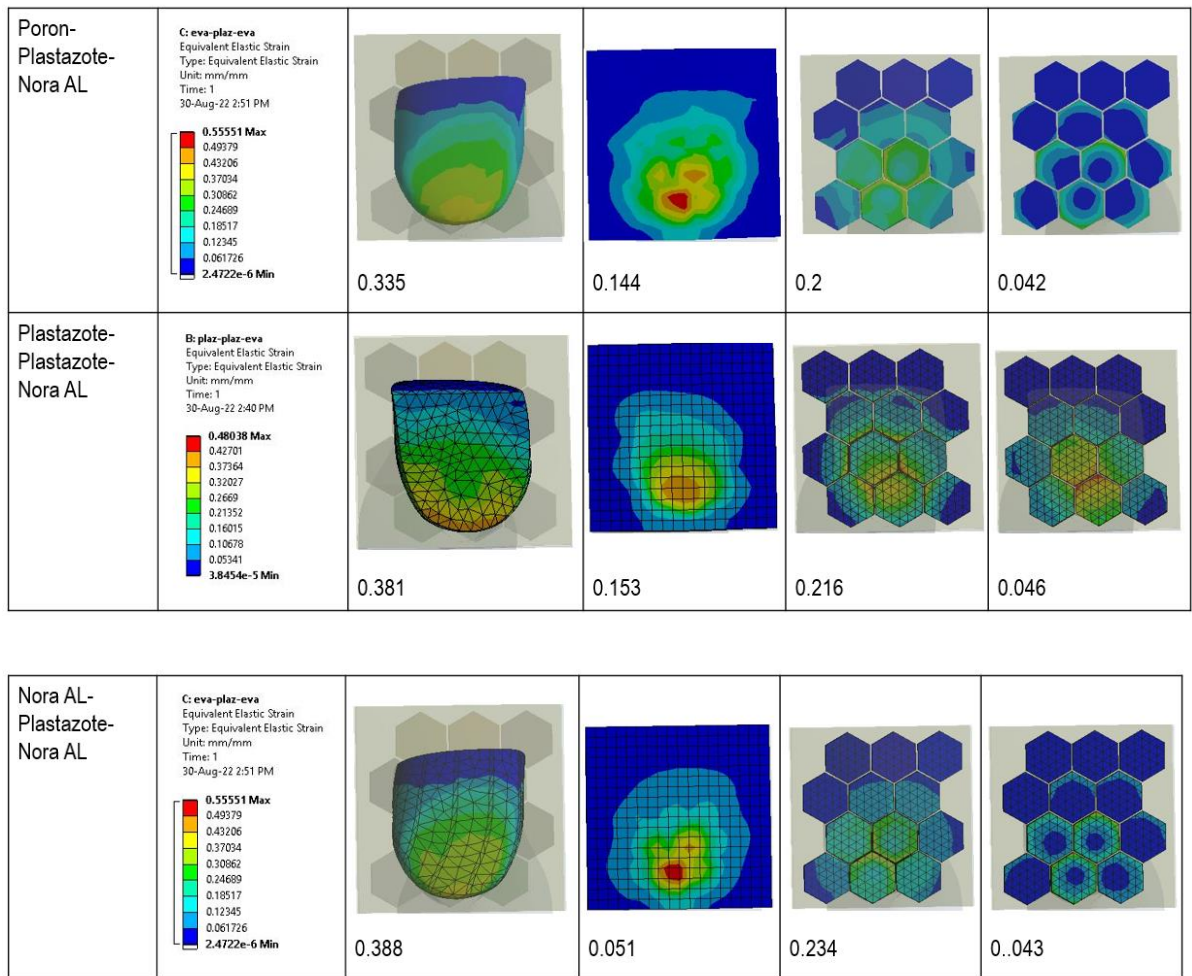 Poron-
Plastazote-
Nora AL
C: eva-plaz-eva
Equivalent Elastic Strain
Type: Equivalent Elastic Strain
Unit: mm/mm
Time: 1
30-Aug-22 2:51 PM
0.55551 Max
0.49379
0.43206
0.37034
0.30862
0.24689
0.18517
0.12345
0.061726
2.4722e-6 Min
0.335
0.144
0.2
0.042
Plastazote-
Plastazote-
Nora AL
B: plaz-plaz-eva
Equivalent Elastic Strain
Type: Equivalent Elastic Strain
Unit: mm/mm
Time: 1
30-Aug-22 2:40 PM
0.48038 Max
0.42701
0.37364
0.32027
0.2669
0.21352
0.16015
0.10678
0.05341
3.8454e-5 Min
0.381
0.153
0.216
0.046
Nora AL-
Plastazote-
Nora AL
C: eva-plaz-eva
Equivalent Elastic Strain
Type: Equivalent Elastic Strain
Unit: mm/mm
Time: 1
30-Aug-22 2:51 PM
0.55551 Max
0.49379
0.43206
0.37034
0.30862
0.24689
0.18517
0.12345
0.061726
2.4722e-6 Min
0.388
0.051
0.234
0..043